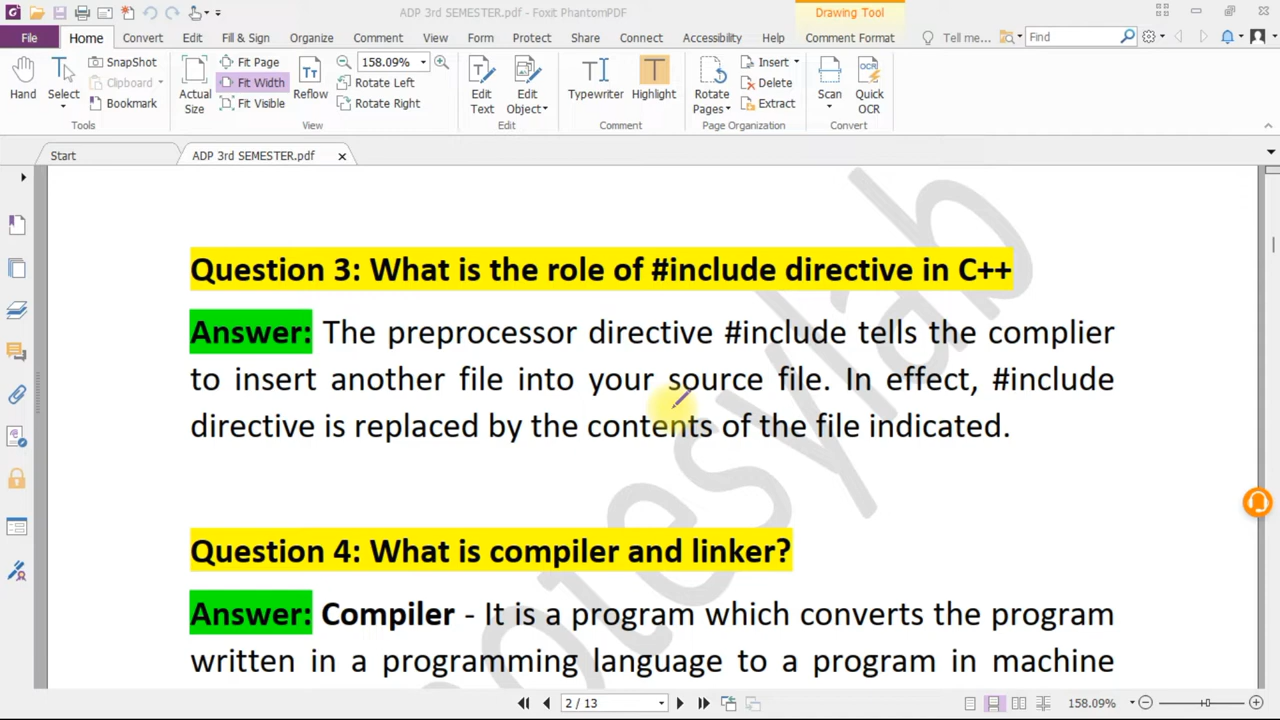 ADP 3rd SEMESTER.pdf - Foxit PhantomPDF
Drawing Tool
File Home Convert Edit Fill & Sign Organize Comment View Form Protect Share Connect Accessibility Help Comment Format Tell me... Find
Hand
Select
SnapShot
Clipboard
Bookmark
Tools
Actual Size
Fit Page
Fit Width
Fit Visible
Reflow
158.09%
Rotate Left
Rotate Right
View
Edit Text
Edit Object
Edit
Typewriter
Highlight
Comment
Rotate Pages
Insert
Delete
Extract
Page Organization
Scan
Quick OCR
Convert
Start
ADP 3rd SEMESTER.pdf
Question 3: What is the role of #include directive in C++
Answer: The preprocessor directive #include tells the complier
to insert another file into your source file. In effect, #include
directive is replaced by the contents of the file indicated.
Question 4: What is compiler and linker?
Answer: Compiler - It is a program which converts the program
written in a programming language to a program in machine
2 / 13
158.09%